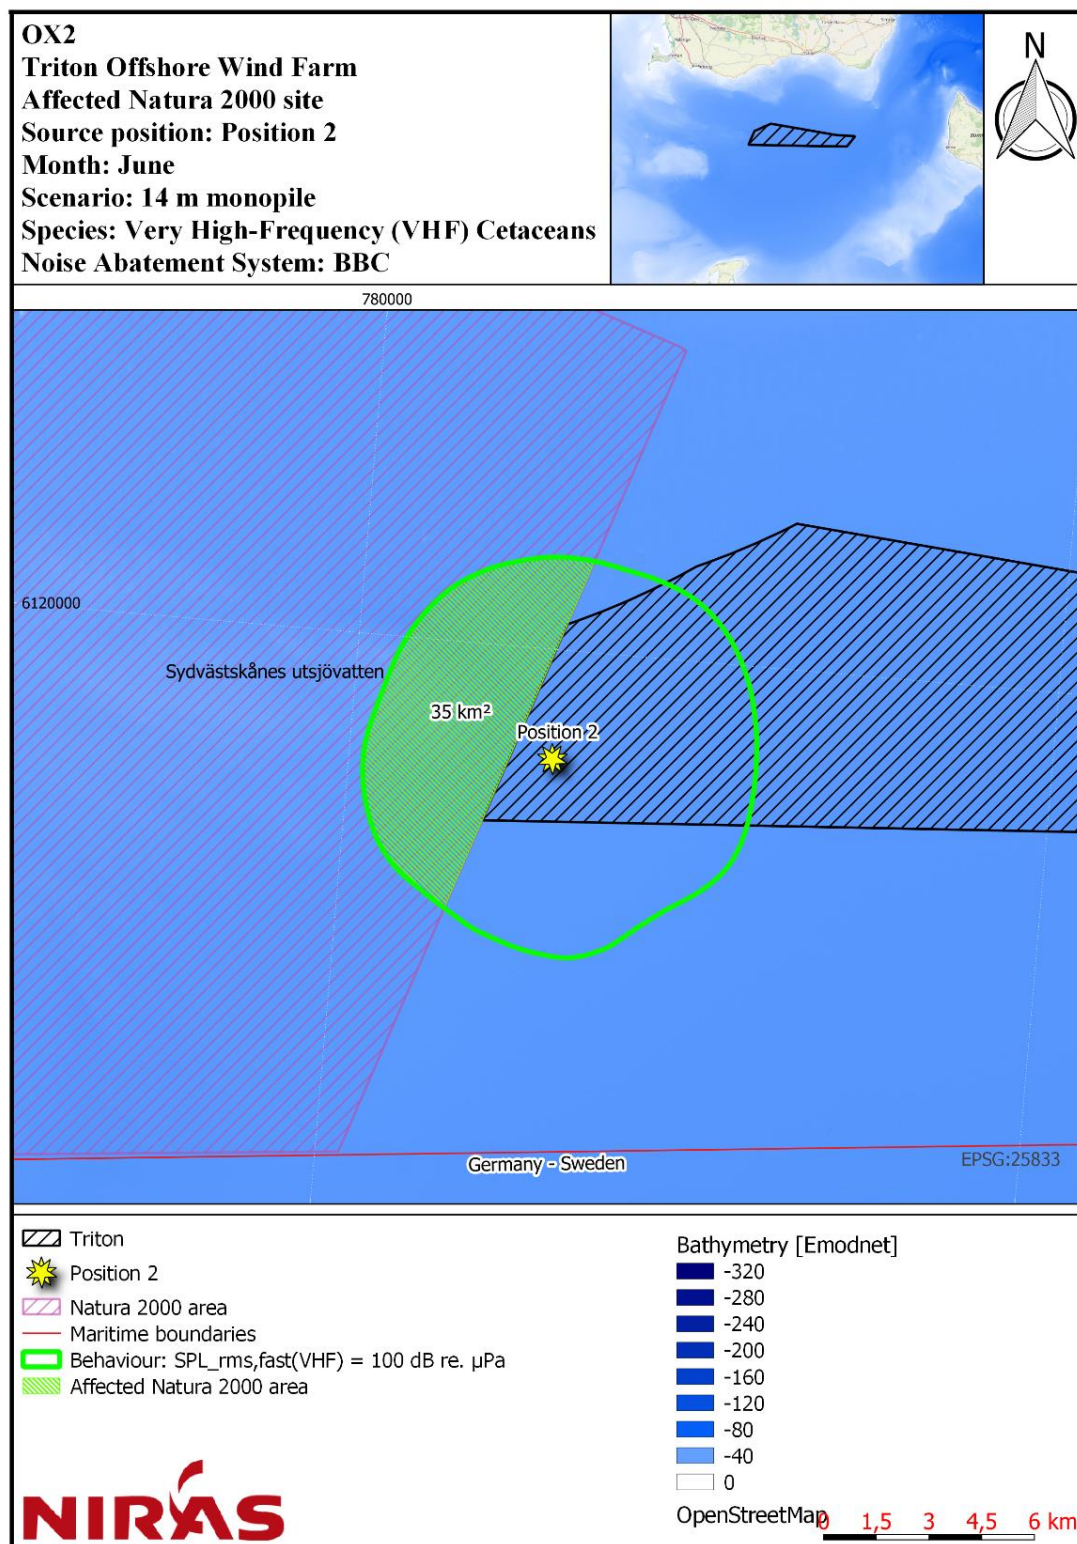 OX2
Triton Offshore Wind Farm
Affected Natura 2000 site
Source position: Position 2
Month: June
Scenario: 14 m monopile
Species: Very High-Frequency (VHF) Cetaceans
Noise Abatement System: BBC
N
780000
6120000
Sydvästskånes utsjövatten
35 km²
Position 2
Germany - Sweden
EPSG:25833
Triton
Position 2
Natura 2000 area
Maritime boundaries
Behaviour: SPL_rms,fast(VHF) = 100 dB re. µPa
Affected Natura 2000 area
Bathymetry [Emodnet]
-320
-280
-240
-200
-160
-120
-80
-40
0
OpenStreetMap
0 1,5 3 4,5 6 km
NIRAS